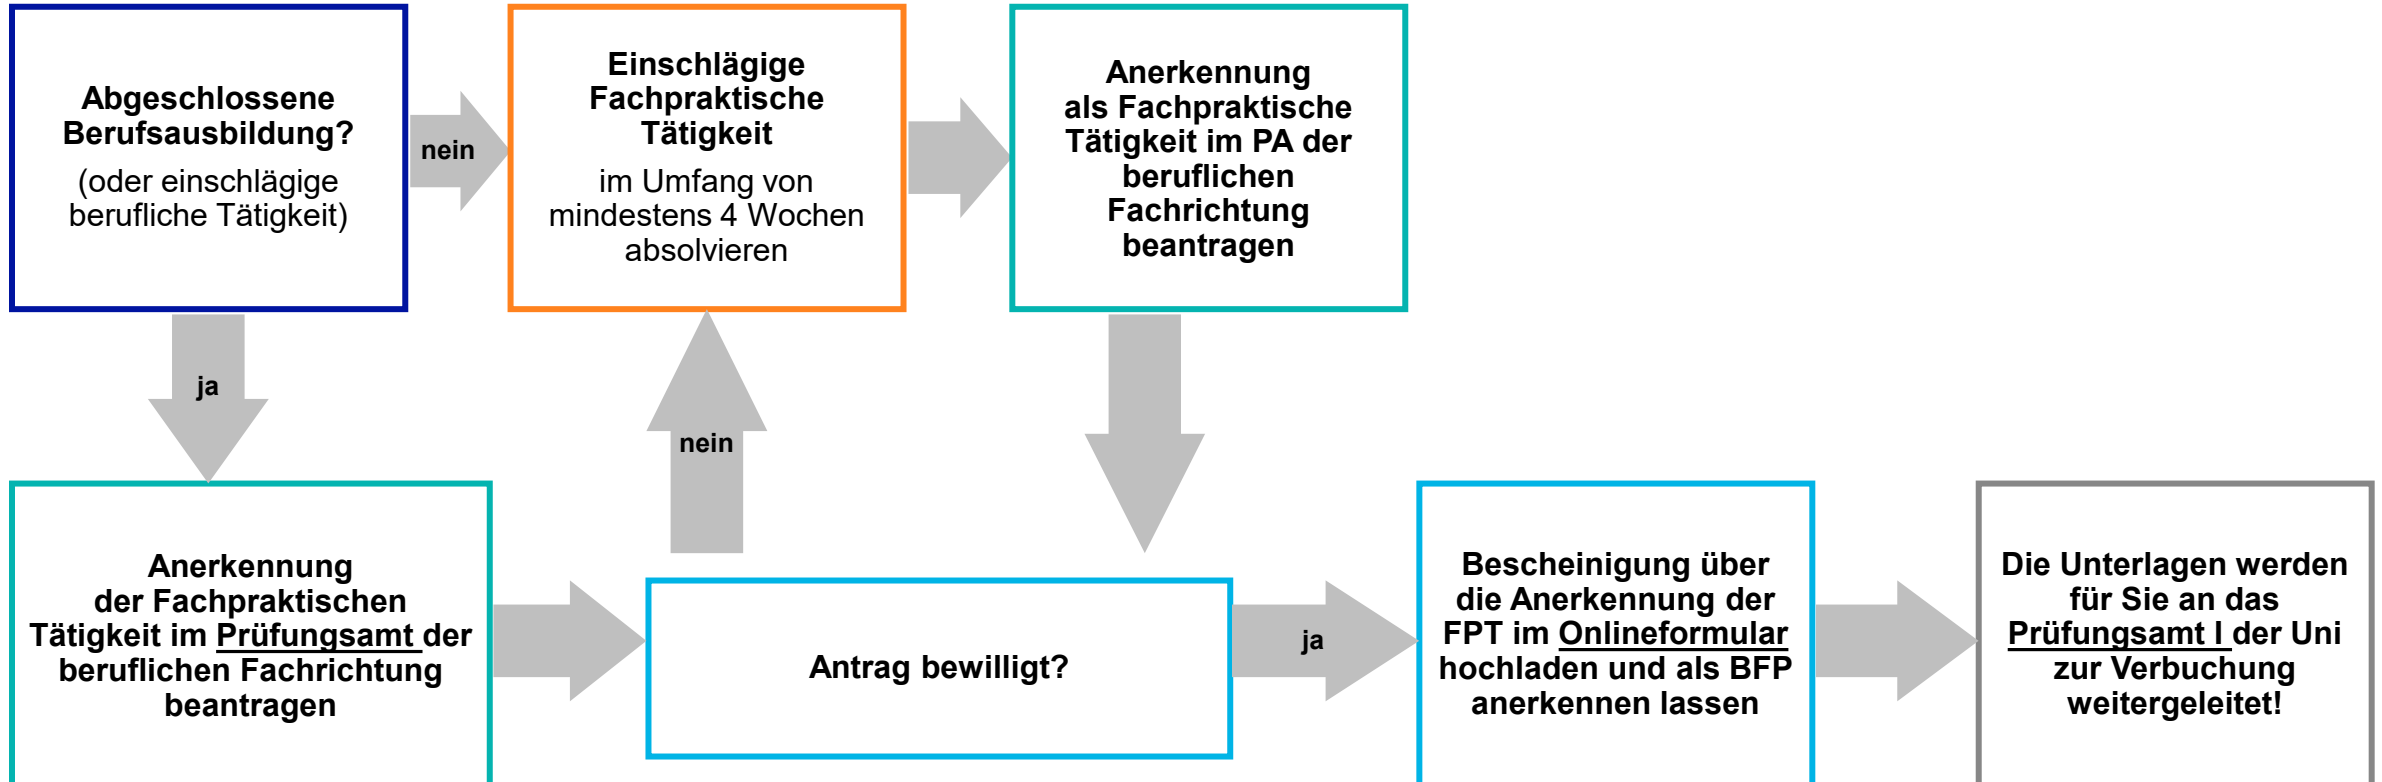 Abgeschlossene
Berufsausbildung?
(oder einschlägige
berufliche Tätigkeit)
nein
Einschlägige
Fachpraktische
Tätigkeit
im Umfang von
mindestens 4 Wochen
absolvieren
Anerkennung
als Fachpraktische
Tätigkeit im PA der
beruflichen
Fachrichtung
beantragen
ja
nein
Anerkennung
der Fachpraktischen
Tätigkeit im Prüfungsamt der
beruflichen Fachrichtung
beantragen
Antrag bewilligt?
ja
Bescheinigung über
die Anerkennung der
FPT im Onlineformular
hochladen und als BFP
anerkennen lassen
Die Unterlagen werden
für Sie an das
Prüfungsamt I der Uni
zur Verbuchung
weitergeleitet!